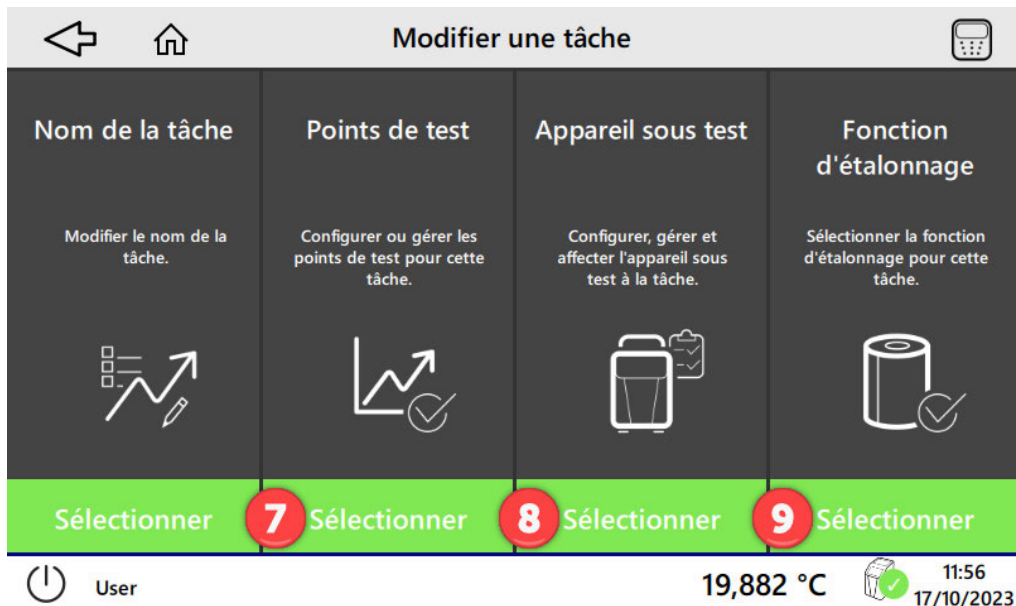 Modifier une tâche
Nom de la tâche
Modifier le nom de la
tâche.
Sélectionner
Points de test
Configurer ou gérer les
points de test pour cette
tâche.
7
Sélectionner
Appareil sous test
Configurer, gérer et
affecter l'appareil sous
test à la tâche.
8
Sélectionner
Fonction
d'étalonnage
Sélectionner la fonction
d'étalonnage pour cette
tâche.
9
Sélectionner
User
19,882 °C
11:56
17/10/2023